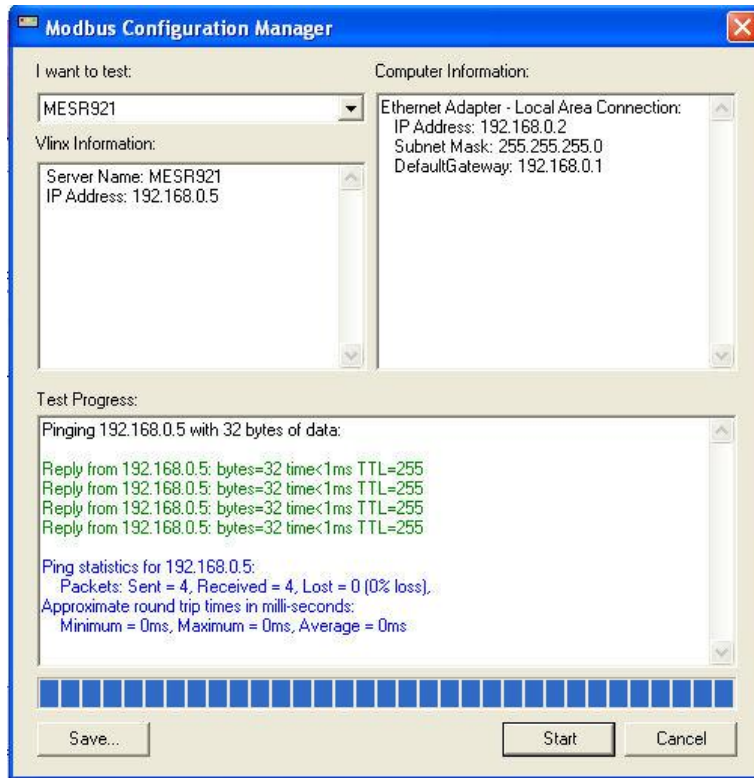 Modbus Configuration Manager
I want to test:
MESR921
Vlinx Information:
Server Name: MESR921
IP Address: 192.168.0.5
Computer Information:
Ethernet Adapter - Local Area Connection:
IP Address: 192.168.0.2
Subnet Mask: 255.255.255.0
DefaultGateway: 192.168.0.1
Test Progress:
Pinging 192.168.0.5 with 32 bytes of data:
Reply from 192.168.0.5: bytes=32 time<1ms TTL=255
Reply from 192.168.0.5: bytes=32 time<1ms TTL=255
Reply from 192.168.0.5: bytes=32 time<1ms TTL=255
Reply from 192.168.0.5: bytes=32 time<1ms TTL=255
Ping statistics for 192.168.0.5:
Packets: Sent = 4, Received = 4, Lost = 0 (0% loss),
Approximate round trip times in milli-seconds:
Minimum = 0ms, Maximum = 0ms, Average = 0ms
Save...
Start
Cancel